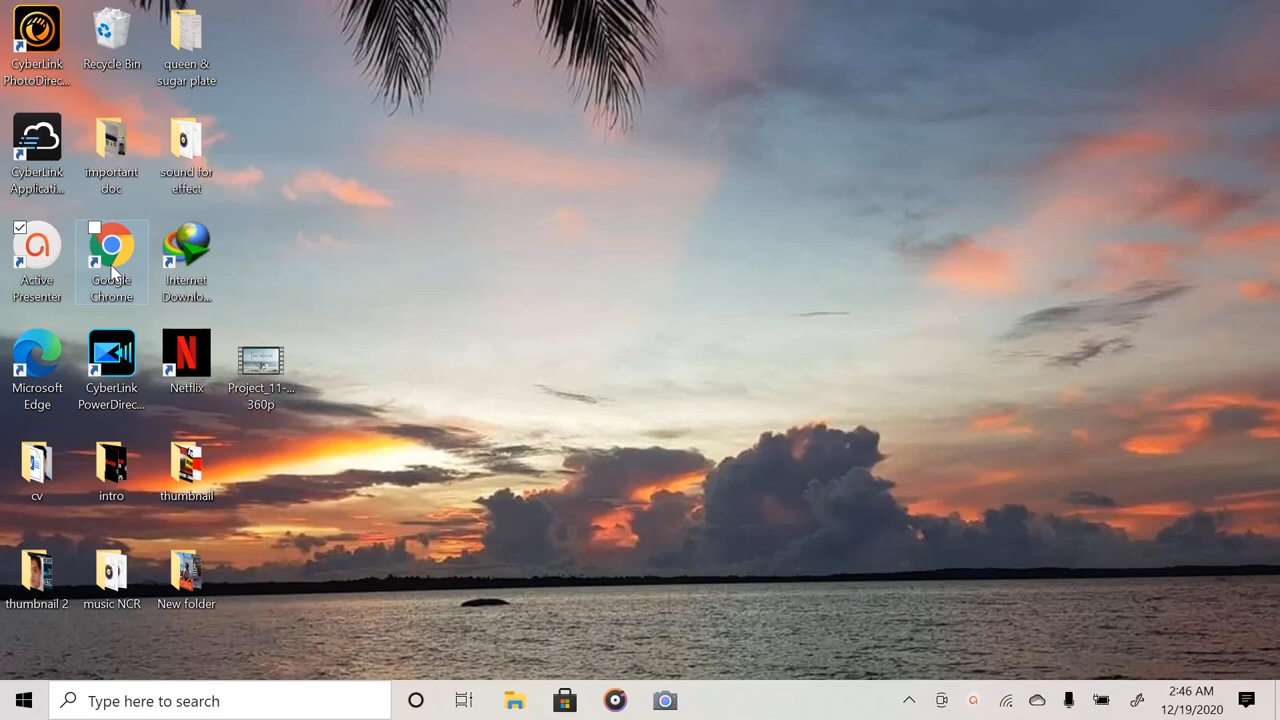 CyberLink
PhotoDirec...
Recycle Bin
queen &
sugar plate
CyberLink
Applicati...
important
doc
sound for
effect
Active
Presenter
Google
Chrome
Internet
Downlo...
Microsoft
Edge
CyberLink
PowerDirec...
Netflix
Project_11-...
360p
cv
intro
thumbnail
thumbnail 2
music NCR
New folder
Type here to search
2:46 AM
12/19/2020